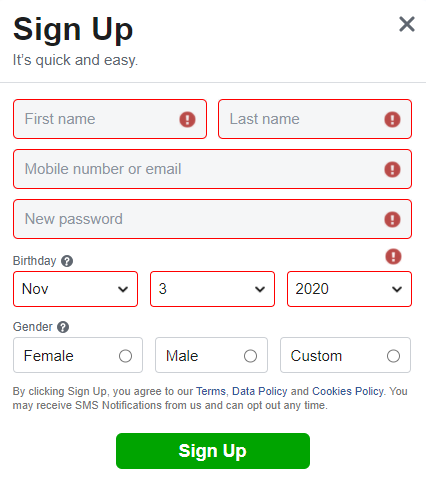 Sign Up
It's quick and easy.
First name
Last name
Mobile number or email
New password
Birthday
Nov
3
2020
Gender
Female
Male
Custom
By clicking Sign Up, you agree to our Terms, Data Policy and Cookies Policy. You
may receive SMS Notifications from us and can opt out any time.
Sign Up